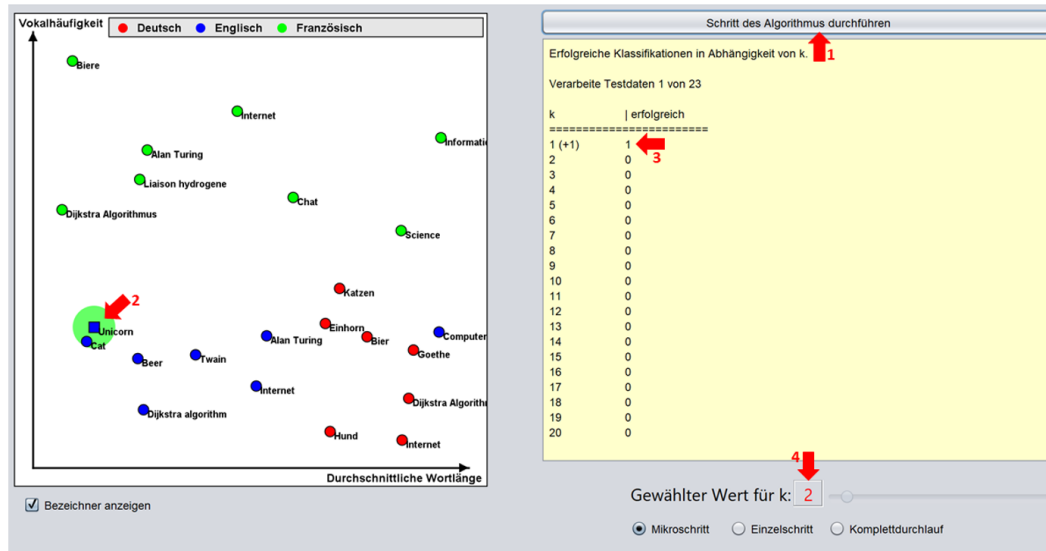 Vokalhäufigkeit
Deutsch Englisch Französisch
Biere
Internet
Informatic
Alan Turing
Liaison hydrogene
Chat
Dijkstra Algorithmus
Science
Katzen
2
Unicorn
Einhorn
Cat
Alan Turing
Bier
Computer
Beer
Twain
Goethe
Internet
Dijkstra Algorithm
Dijkstra algorithm
Hund
Internet
Durchschnittliche Wortlänge
Bezeichner anzeigen
Schritt des Algorithmus durchführen
1
Erfolgreiche Klassifikationen in Abhängigkeit von k.
Verarbeite Testdaten 1 von 23
k | erfolgreich
========================
1 (+1) 1
3
2 0
3 0
4 0
5 0
6 0
7 0
8 0
9 0
10 0
11 0
12 0
13 0
14 0
15 0
16 0
17 0
18 0
19 0
20 0
4
Gewählter Wert für k: 2
Mikroschritt Einzelschritt Komplettdurchlauf